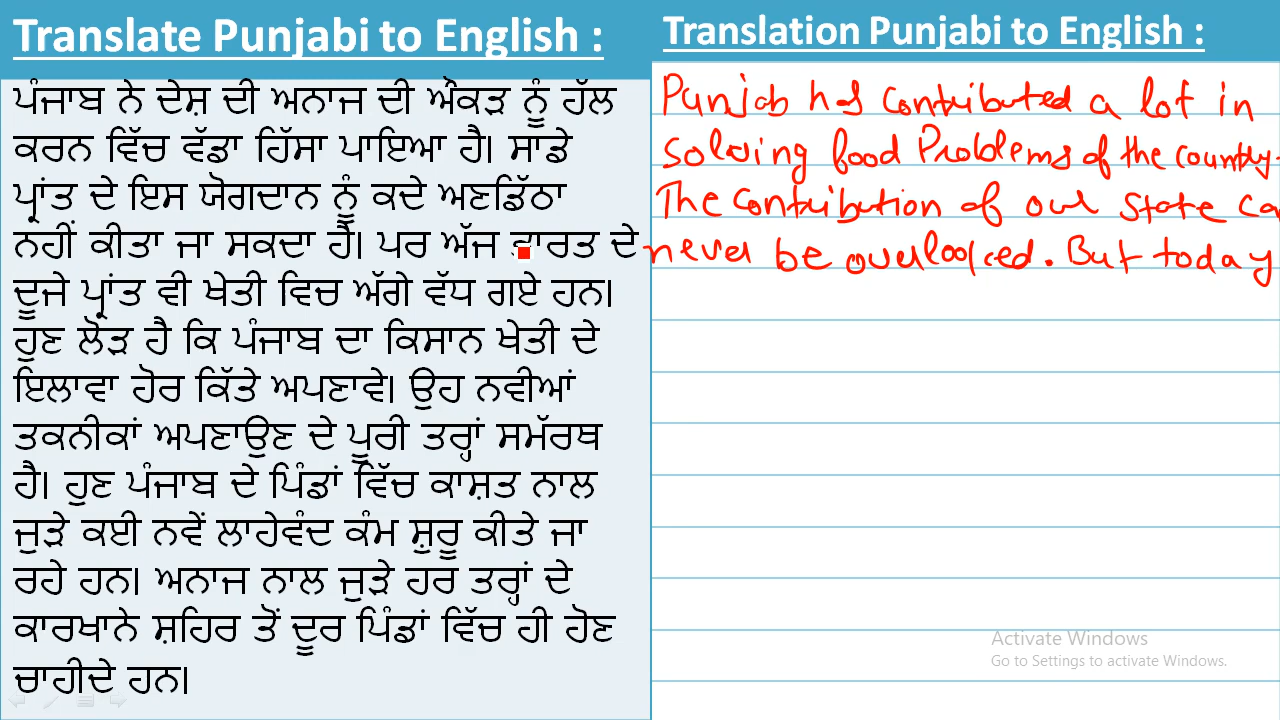 Translate Punjabi to English :
ਪੰਜਾਬ ਨੇ ਦੇਸ਼ ਦੀ ਅਨਾਜ ਦੀ ਔਕੜ ਨੂੰ ਹੱਲ
ਕਰਨ ਵਿੱਚ ਵੱਡਾ ਹਿੱਸਾ ਪਾਇਆ ਹੈ। ਸਾਡੇ
ਪ੍ਰਾਂਤ ਦੇ ਇਸ ਯੋਗਦਾਨ ਨੂੰ ਕਦੇ ਅਣਡਿੱਠਾ
ਨਹੀਂ ਕੀਤਾ ਜਾ ਸਕਦਾ ਹੈ। ਪਰ ਅੱਜ ਭਾਰਤ ਦੇ
ਦੂਜੇ ਪ੍ਰਾਂਤ ਵੀ ਖੇਤੀ ਵਿਚ ਅੱਗੇ ਵੱਧ ਗਏ ਹਨ।
ਹੁਣ ਲੋੜ ਹੈ ਕਿ ਪੰਜਾਬ ਦਾ ਕਿਸਾਨ ਖੇਤੀ ਦੇ
ਇਲਾਵਾ ਹੋਰ ਕਿੱਤੇ ਅਪਣਾਵੇ। ਉਹ ਨਵੀਆਂ
ਤਕਨੀਕਾਂ ਅਪਣਾਉਣ ਦੇ ਪੂਰੀ ਤਰ੍ਹਾਂ ਸਮੱਰਥ
ਹੈ। ਹੁਣ ਪੰਜਾਬ ਦੇ ਪਿੰਡਾਂ ਵਿੱਚ ਕਾਸ਼ਤ ਨਾਲ
ਜੁੜੇ ਕਈ ਨਵੇਂ ਲਾਹੇਵੰਦ ਕੰਮ ਸ਼ੁਰੂ ਕੀਤੇ ਜਾ
ਰਹੇ ਹਨ। ਅਨਾਜ ਨਾਲ ਜੁੜੇ ਹਰ ਤਰ੍ਹਾਂ ਦੇ
ਕਾਰਖਾਨੇ ਸ਼ਹਿਰ ਤੋਂ ਦੂਰ ਪਿੰਡਾਂ ਵਿੱਚ ਹੀ ਹੋਣ
ਚਾਹੀਦੇ ਹਨ।
Translation Punjabi to English :
Punjab has contributed a lot in
solving food Problems of the country.
The contribution of our state ca
never be overlooked. But today
Activate Windows
Go to Settings to activate Windows.